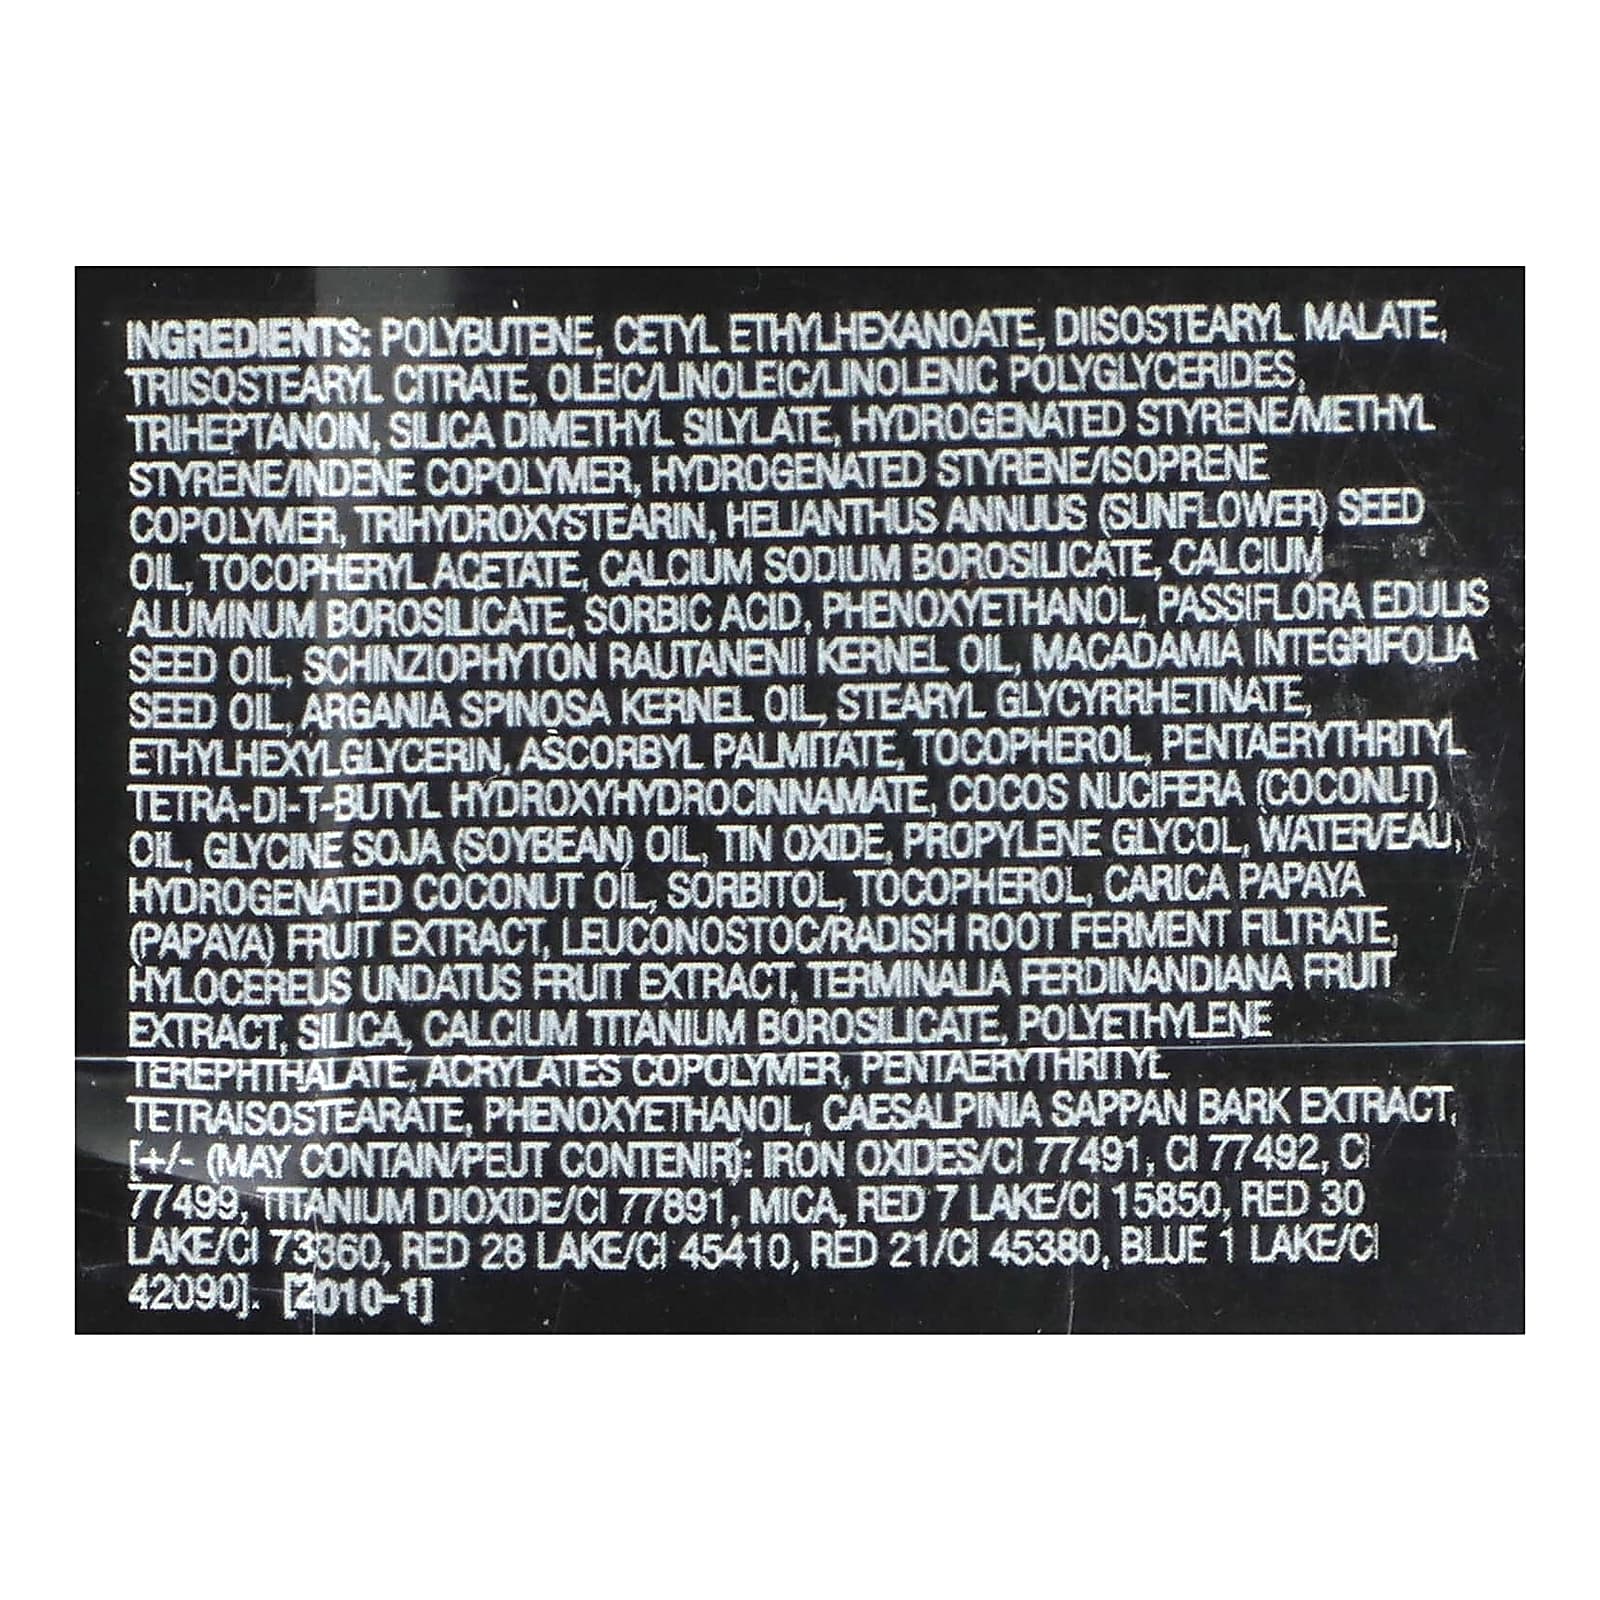 INGREDIENTS: POLYBUTENE, CETYL ETHYLHEXANOATE, DIISOSTEARYL MALATE,
TRIISOSTEARYL CITRATE, OLEIC/LINOLEIC/LINOLENIC POLYGLYCERIDES,
TRIHEPTANOIN, SILICA DIMETHYL SILYLATE, HYDROGENATED STYRENE/METHYL
STYRENE/INDENE COPOLYMER, HYDROGENATED STYRENE/ISOPRENE
COPOLYMER, TRIHYDROXYSTEARIN, HELIANTHUS ANNUUS (SUNFLOWER) SEED
OIL, TOCOPHERYL ACETATE, CALCIUM SODIUM BOROSILICATE, CALCIUM
ALUMINUM BOROSILICATE, SORBIC ACID, PHENOXYETHANOL, PASSIFLORA EDULIS
SEED OIL, SCHINZIOPHYTON RAUTANENII KERNEL OIL, MACADAMIA INTEGRIFOLIA
SEED OIL, ARGANIA SPINOSA KERNEL OIL, STEARYL GLYCYRRHETINATE,
ETHYLHEXYLGLYCERIN, ASCORBYL PALMITATE, TOCOPHEROL, PENTAERYTHRITYL
TETRA-DI-T-BUTYL HYDROXYHYDROCINNAMATE, COCOS NUCIFERA (COCONUT)
OIL, GLYCINE SOJA (SOYBEAN) OIL, TIN OXIDE, PROPYLENE GLYCOL, WATER/EAU,
HYDROGENATED COCONUT OIL, SORBITOL, TOCOPHEROL, CARICA PAPAYA
(PAPAYA) FRUIT EXTRACT, LEUCONOSTOC/RADISH ROOT FERMENT FILTRATE,
HYLOCEREUS UNDATUS FRUIT EXTRACT, TERMINALIA FERDINANDIANA FRUIT
EXTRACT, SILICA, CALCIUM TITANIUM BOROSILICATE, POLYETHYLENE
TEREPHTHALATE, ACRYLATES COPOLYMER, PENTAERYTHRITYL
TETRAISOSTEARATE, PHENOXYETHANOL, CAESALPINIA SAPPAN BARK EXTRACT,
[+/- (MAY CONTAIN/PEUT CONTENIR): IRON OXIDES/CI 77491, CI 77492, CI
77499, TITANIUM DIOXIDE/CI 77891, MICA, RED 7 LAKE/CI 15850, RED 30
LAKE/CI 73360, RED 28 LAKE/CI 45410, RED 21/CI 45380, BLUE 1 LAKE/CI
42090]. [2010-1]